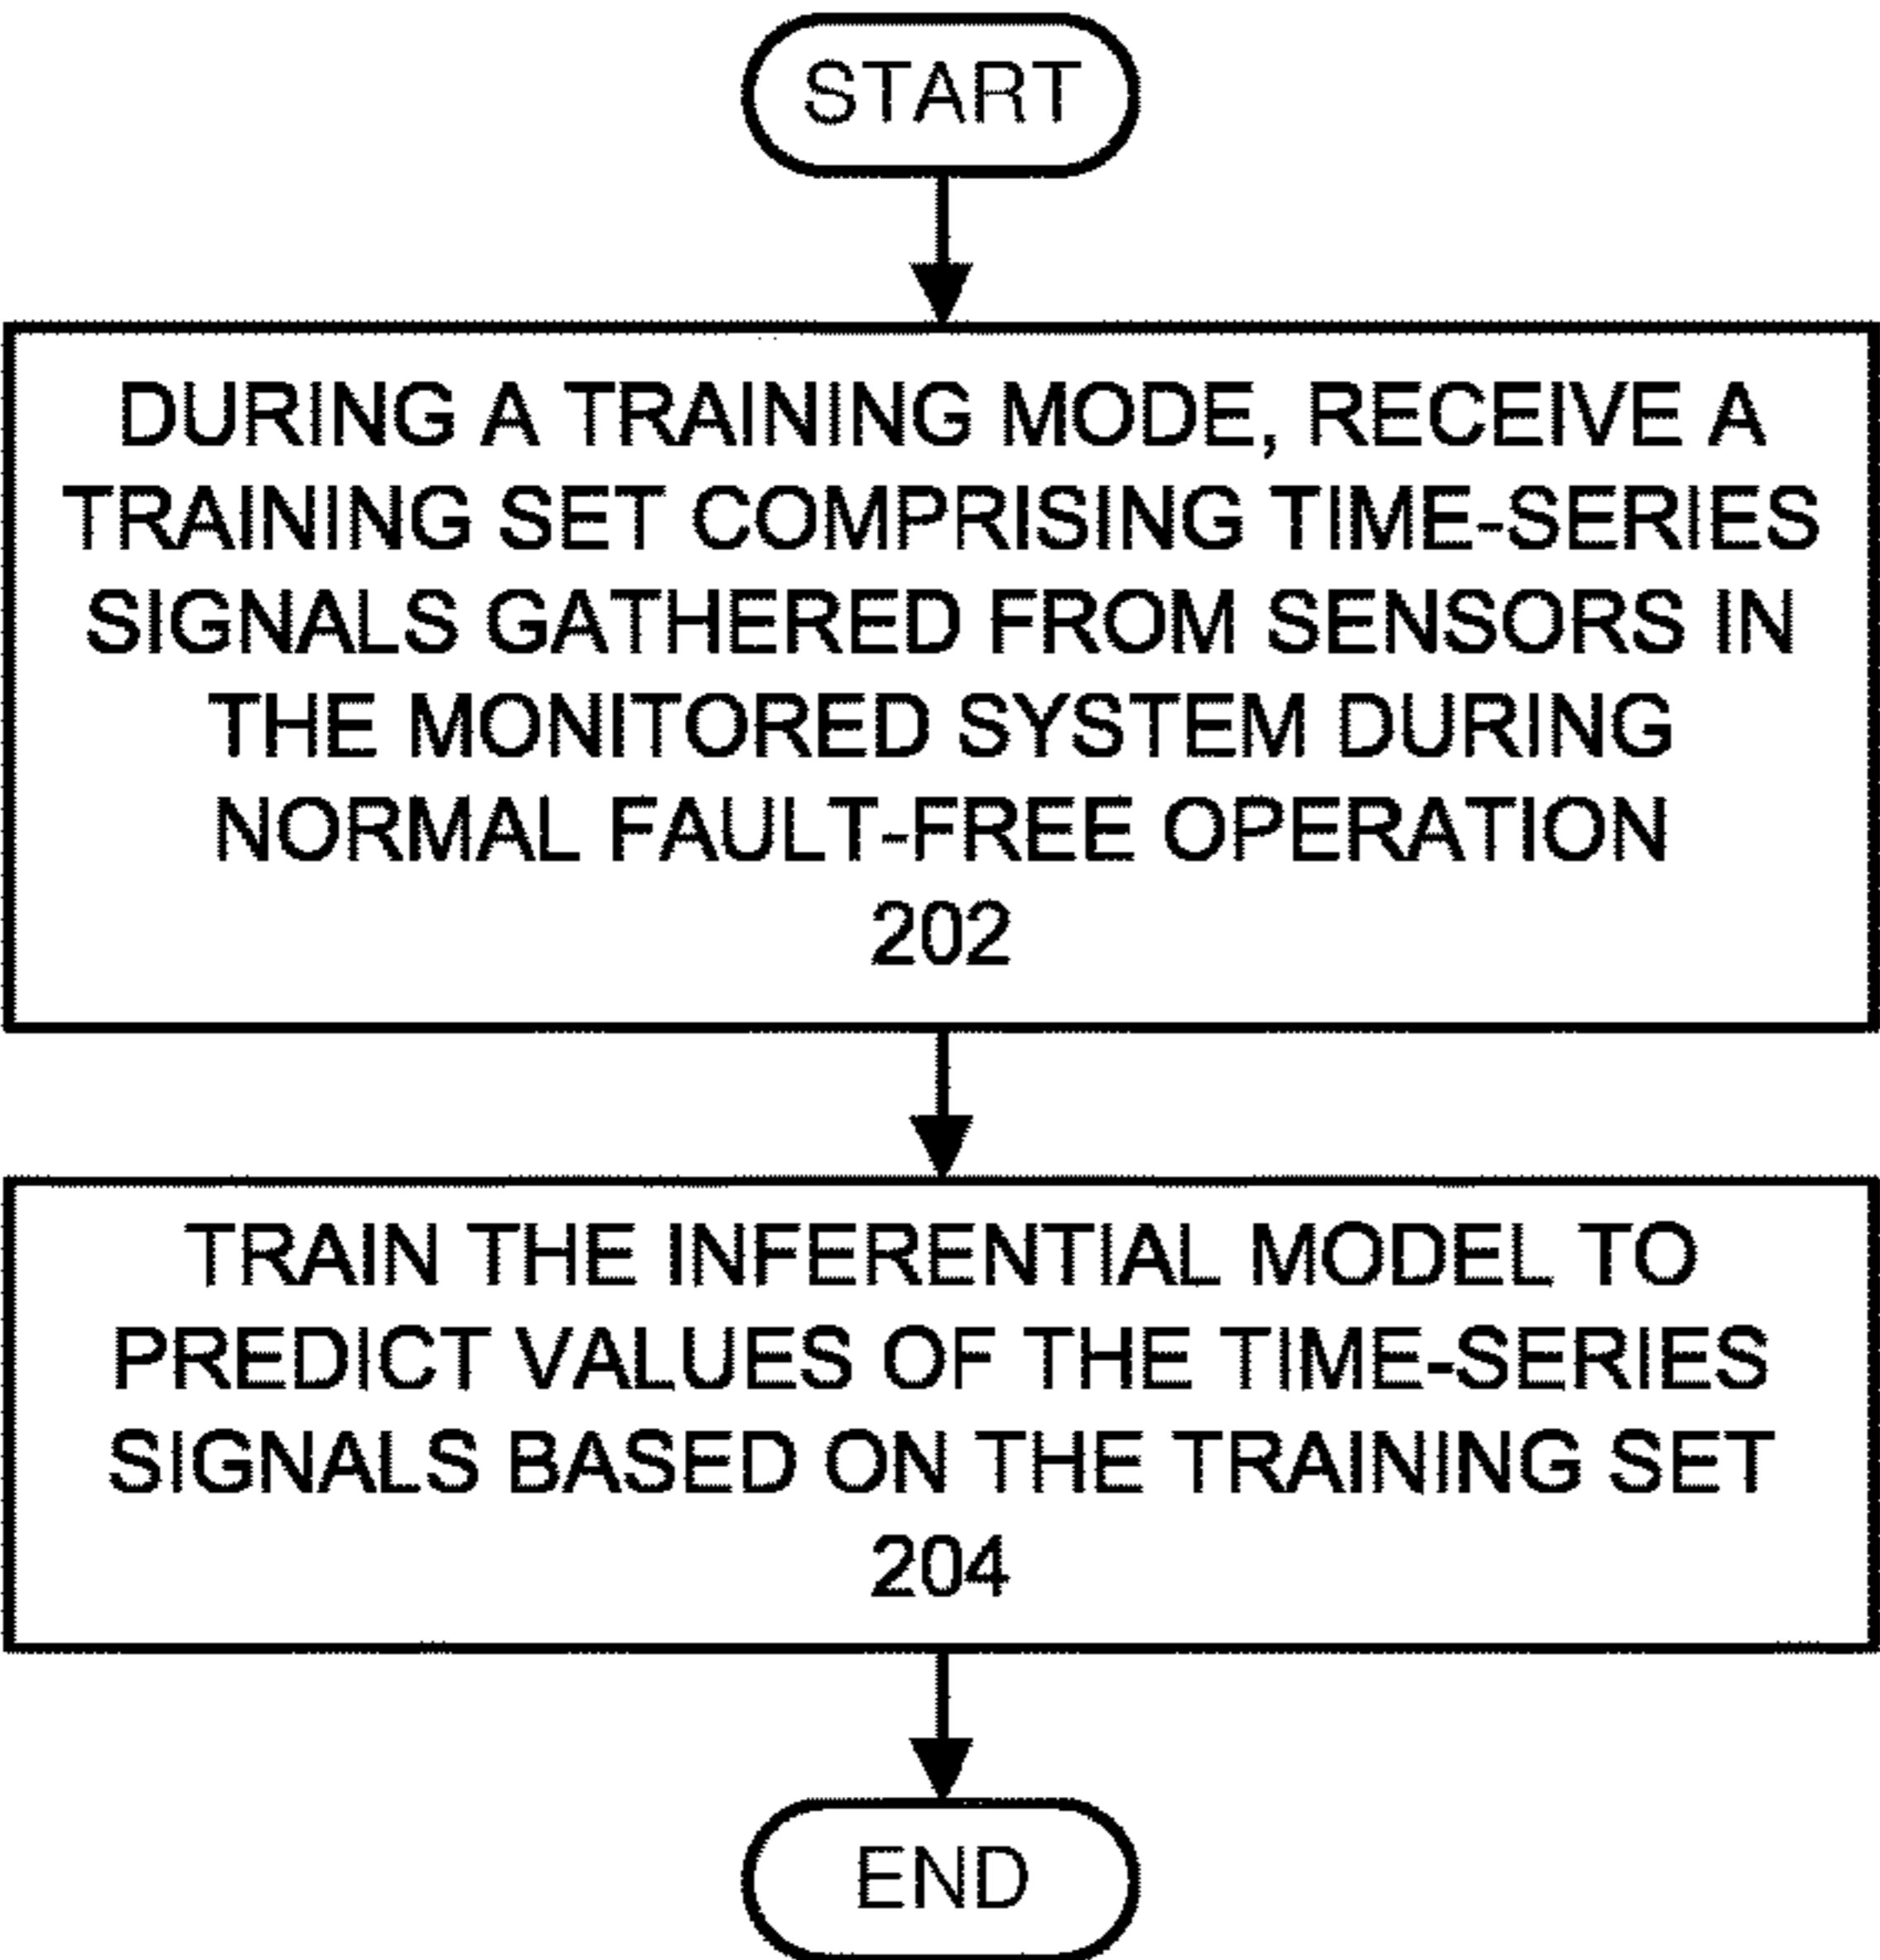 START
DURING A TRAINING MODE, RECEIVE A
TRAINING SET COMPRISING TIME-SERIES
SIGNALS GATHERED FROM SENSORS IN
THE MONITORED SYSTEM DURING
NORMAL FAULT-FREE OPERATION
202
TRAIN THE INFERENTIAL MODEL TO
PREDICT VALUES OF THE TIME-SERIES
SIGNALS BASED ON THE TRAINING SET
204
END